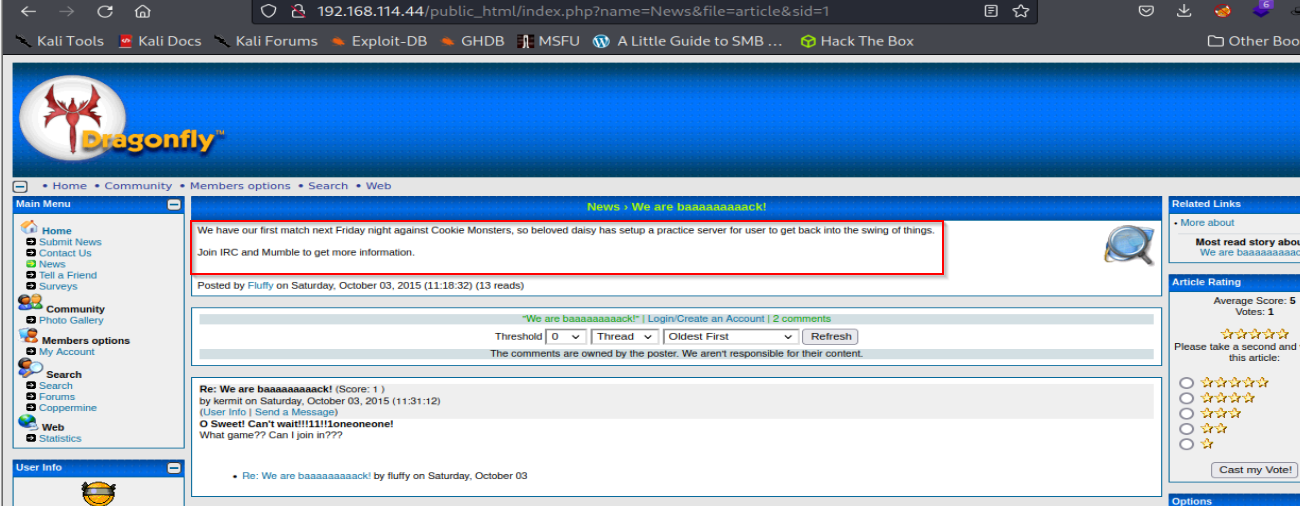 192.168.114.44/public_html/index.php?name=News&file=article&sid=1
6
Kali Tools Kali Docs Kali Forums Exploit-DB GHDB MSFU A Little Guide to SMB ... Hack The Box Other Boo
Dragonfly™
• Home • Community • Members options • Search • Web
Main Menu
Home
Submit News
Contact Us
News
Tell a Friend
Surveys
Community
Photo Gallery
Members options
My Account
Search
Search
Forums
Coppermine
Web
Statistics
User Info
News › We are baaaaaaaaack!
We have our first match next Friday night against Cookie Monsters, so beloved daisy has setup a practice server for user to get back into the swing of things.
Join IRC and Mumble to get more information.
Posted by Fluffy on Saturday, October 03, 2015 (11:18:32) (13 reads)
"We are baaaaaaaaack!" | Login/Create an Account | 2 comments
Threshold 0 Thread Oldest First Refresh
The comments are owned by the poster. We aren't responsible for their content.
Re: We are baaaaaaaaack! (Score: 1 )
by kermit on Saturday, October 03, 2015 (11:31:12)
(User Info | Send a Message)
O Sweet! Can't wait!!!11!!1oneoneone!
What game?? Can I join in???
• Re: We are baaaaaaaaack! by fluffy on Saturday, October 03
Related Links
• More about
Most read story abou
We are baaaaaaaaac
Article Rating
Average Score: 5
Votes: 1
Please take a second and
this article:
Cast my Vote!
Options